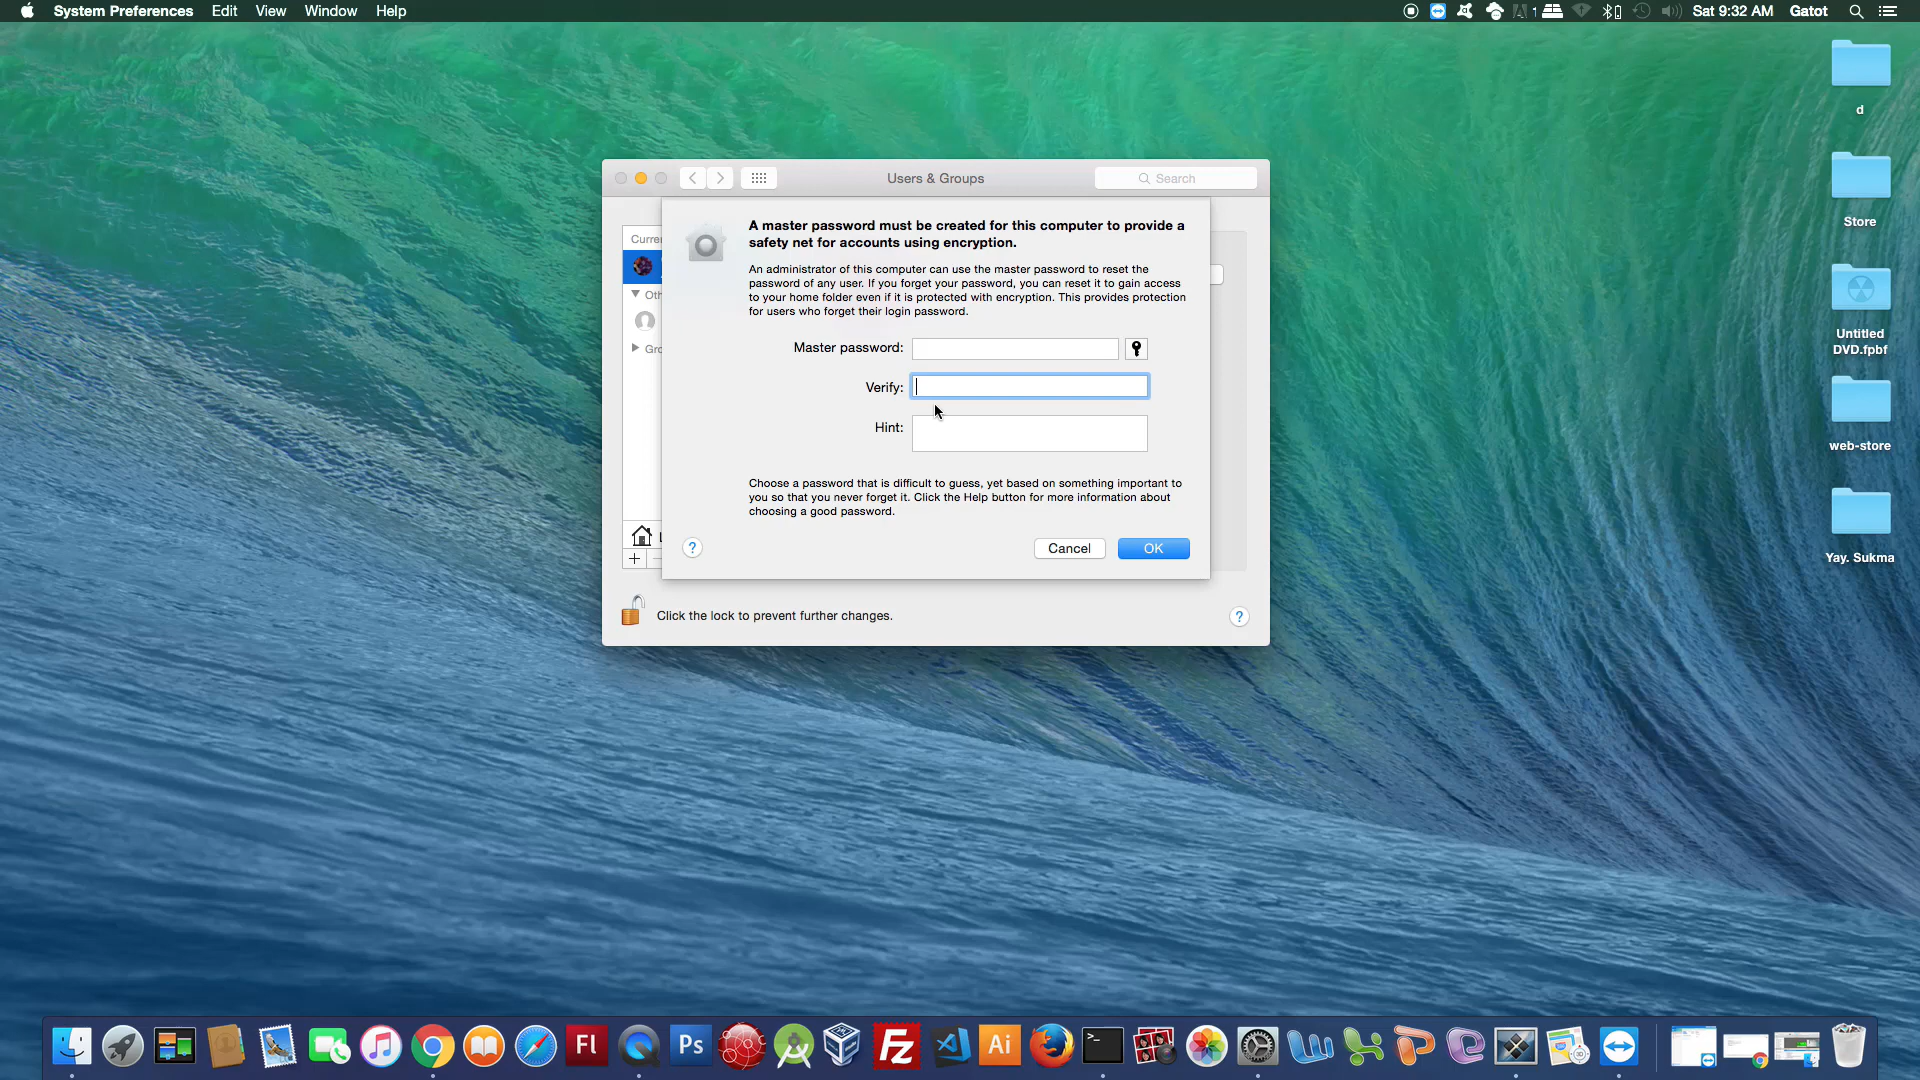 System Preferences Edit View Window Help
1 Sat 9:32 AM Gatot
Users & Groups
Search
Curre
Oth
Gro
L
A master password must be created for this computer to provide a
safety net for accounts using encryption.
An administrator of this computer can use the master password to reset the
password of any user. If you forget your password, you can reset it to gain access
to your home folder even if it is protected with encryption. This provides protection
for users who forget their login password.
Master password:
Verify:
Hint:
Choose a password that is difficult to guess, yet based on something important to
you so that you never forget it. Click the Help button for more information about
choosing a good password.
?
Cancel
OK
+
Click the lock to prevent further changes.
?
d
Store
Untitled
DVD.fpbf
web-store
Yay. Sukma
Fl
Ps
Fz
Ai